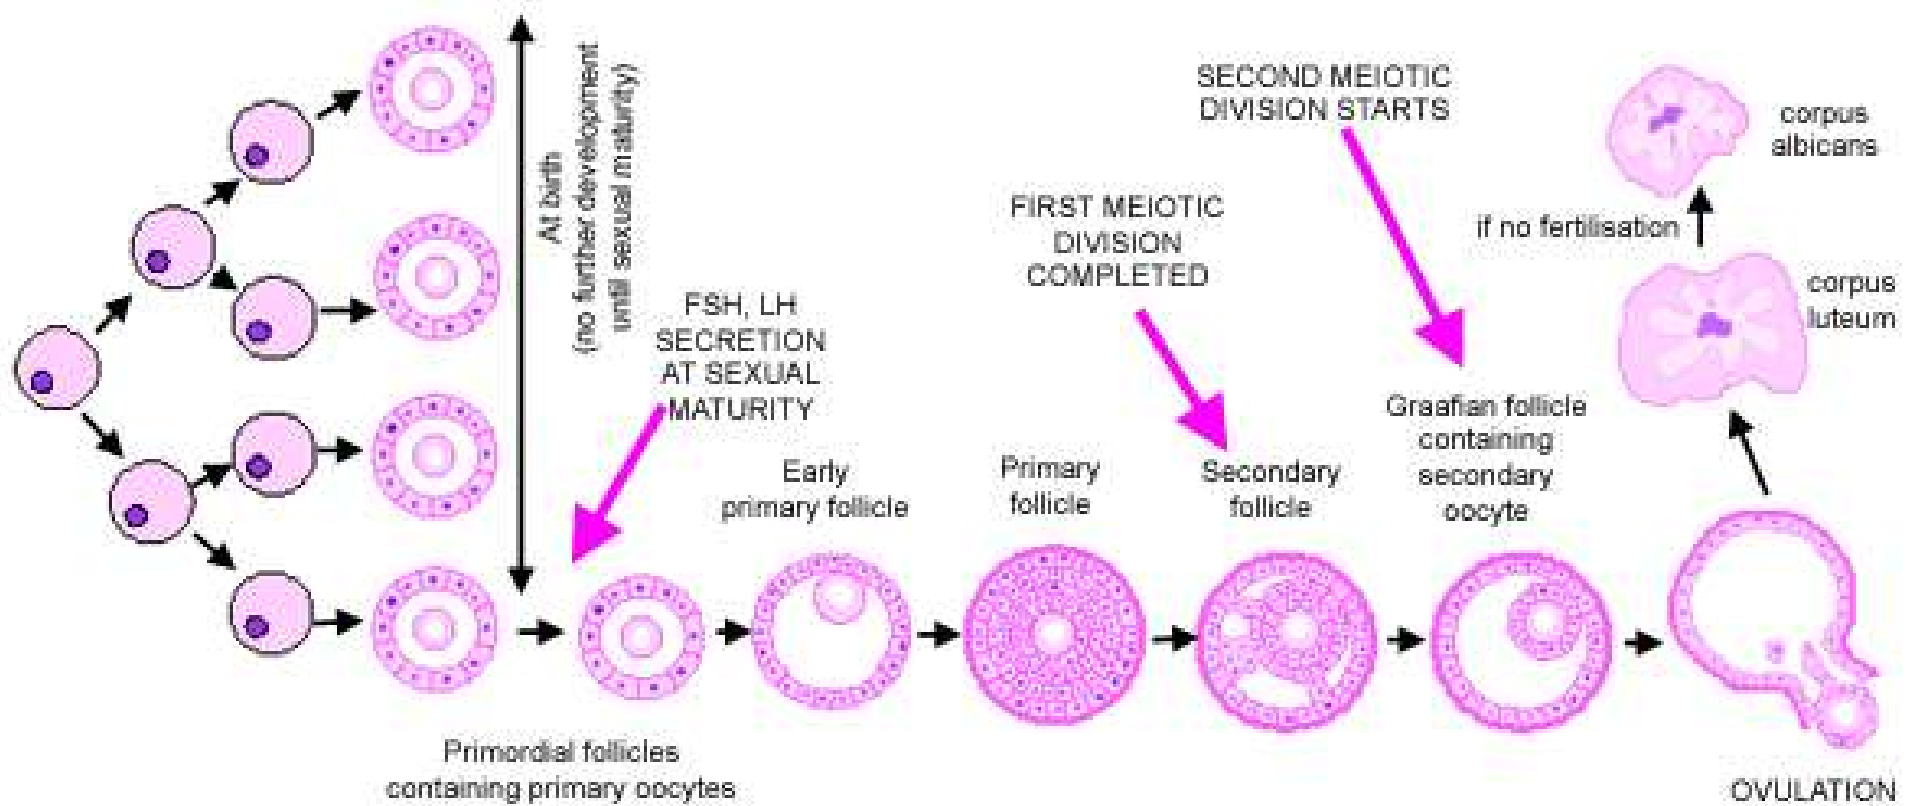 At birth
(no further development
until sexual maturity)
FSH, LH
SECRETION
AT SEXUAL
MATURITY
Primordial follicles
containing primary oocytes
Early
primary follicle
Primary
follicle
FIRST MEIOTIC
DIVISION
COMPLETED
Secondary
follicle
SECOND MEIOTIC
DIVISION STARTS
Graafian follicle
containing
secondary
oocyte
corpus
albicans
if no fertilisation
corpus
luteum
OVULATION